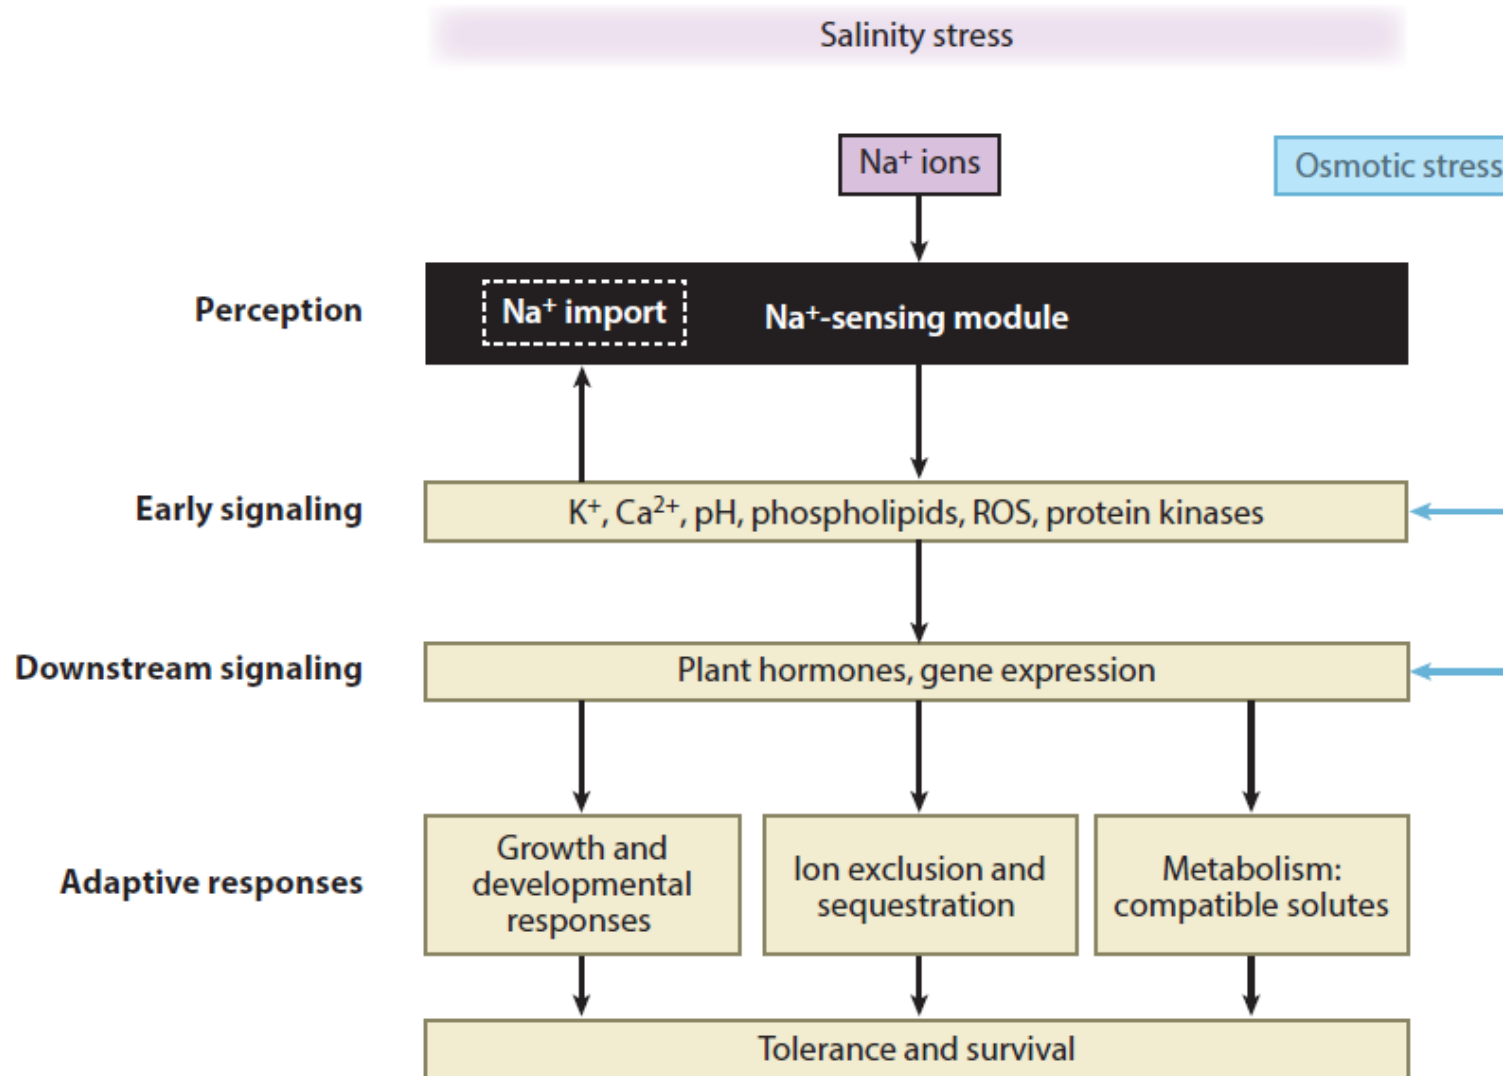 Salinity stress
Na⁺ ions
Osmotic stress
Perception
Na⁺ import
Na⁺-sensing module
Early signaling
K⁺, Ca²⁺, pH, phospholipids, ROS, protein kinases
Downstream signaling
Plant hormones, gene expression
Adaptive responses
Growth and
developmental
responses
Ion exclusion and
sequestration
Metabolism:
compatible solutes
Tolerance and survival